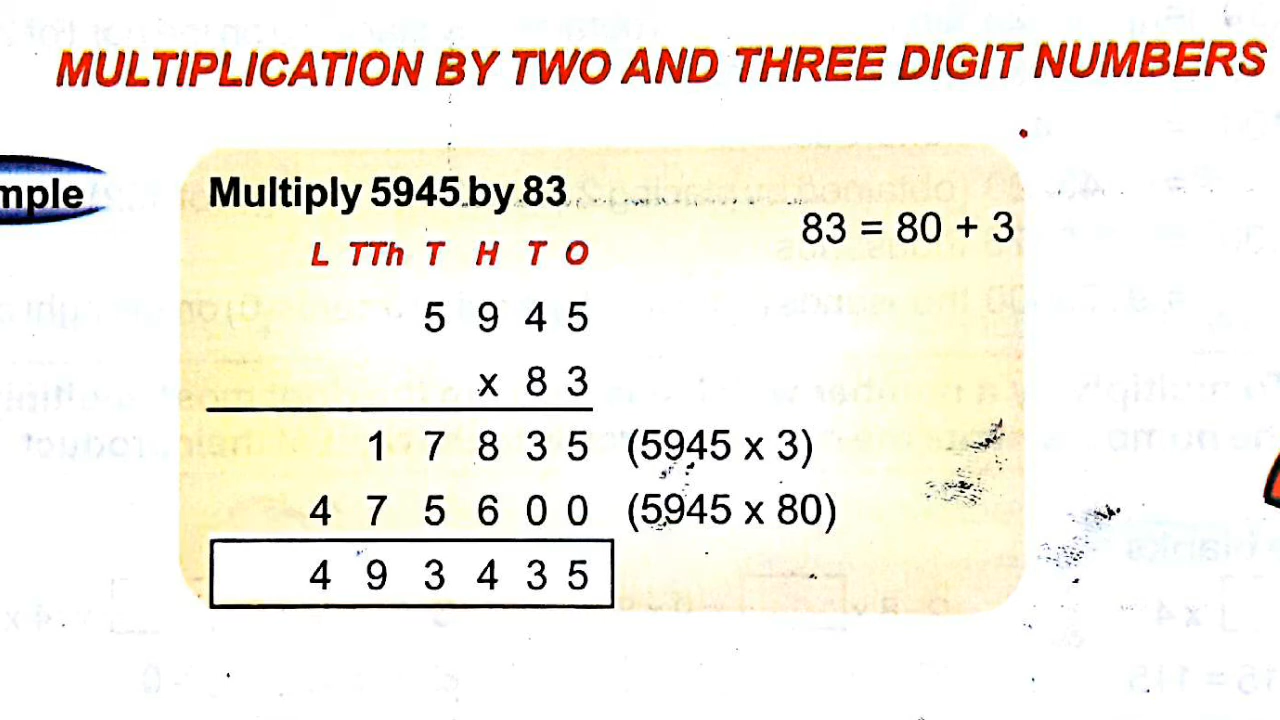 MULTIPLICATION BY TWO AND THREE DIGIT NUMBERS
mple
Multiply 5945 by 83
83 = 80 + 3
L TTh T H T O
5 9 4 5
x 8 3
1 7 8 3 5 (5945 x 3)
4 7 5 6 0 0 (5945 x 80)
4 9 3 4 3 5